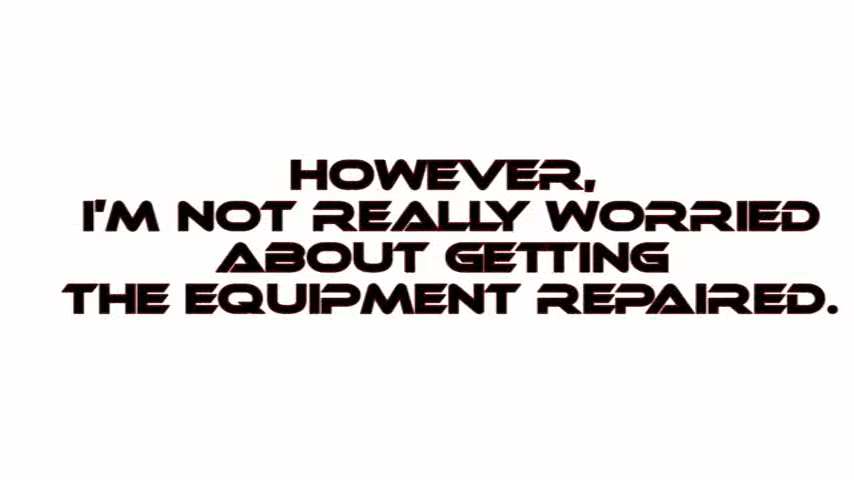 HOWEVER,
I'M NOT REALLY WORRIED
ABOUT GETTING
THE EQUIPMENT REPAIRED.